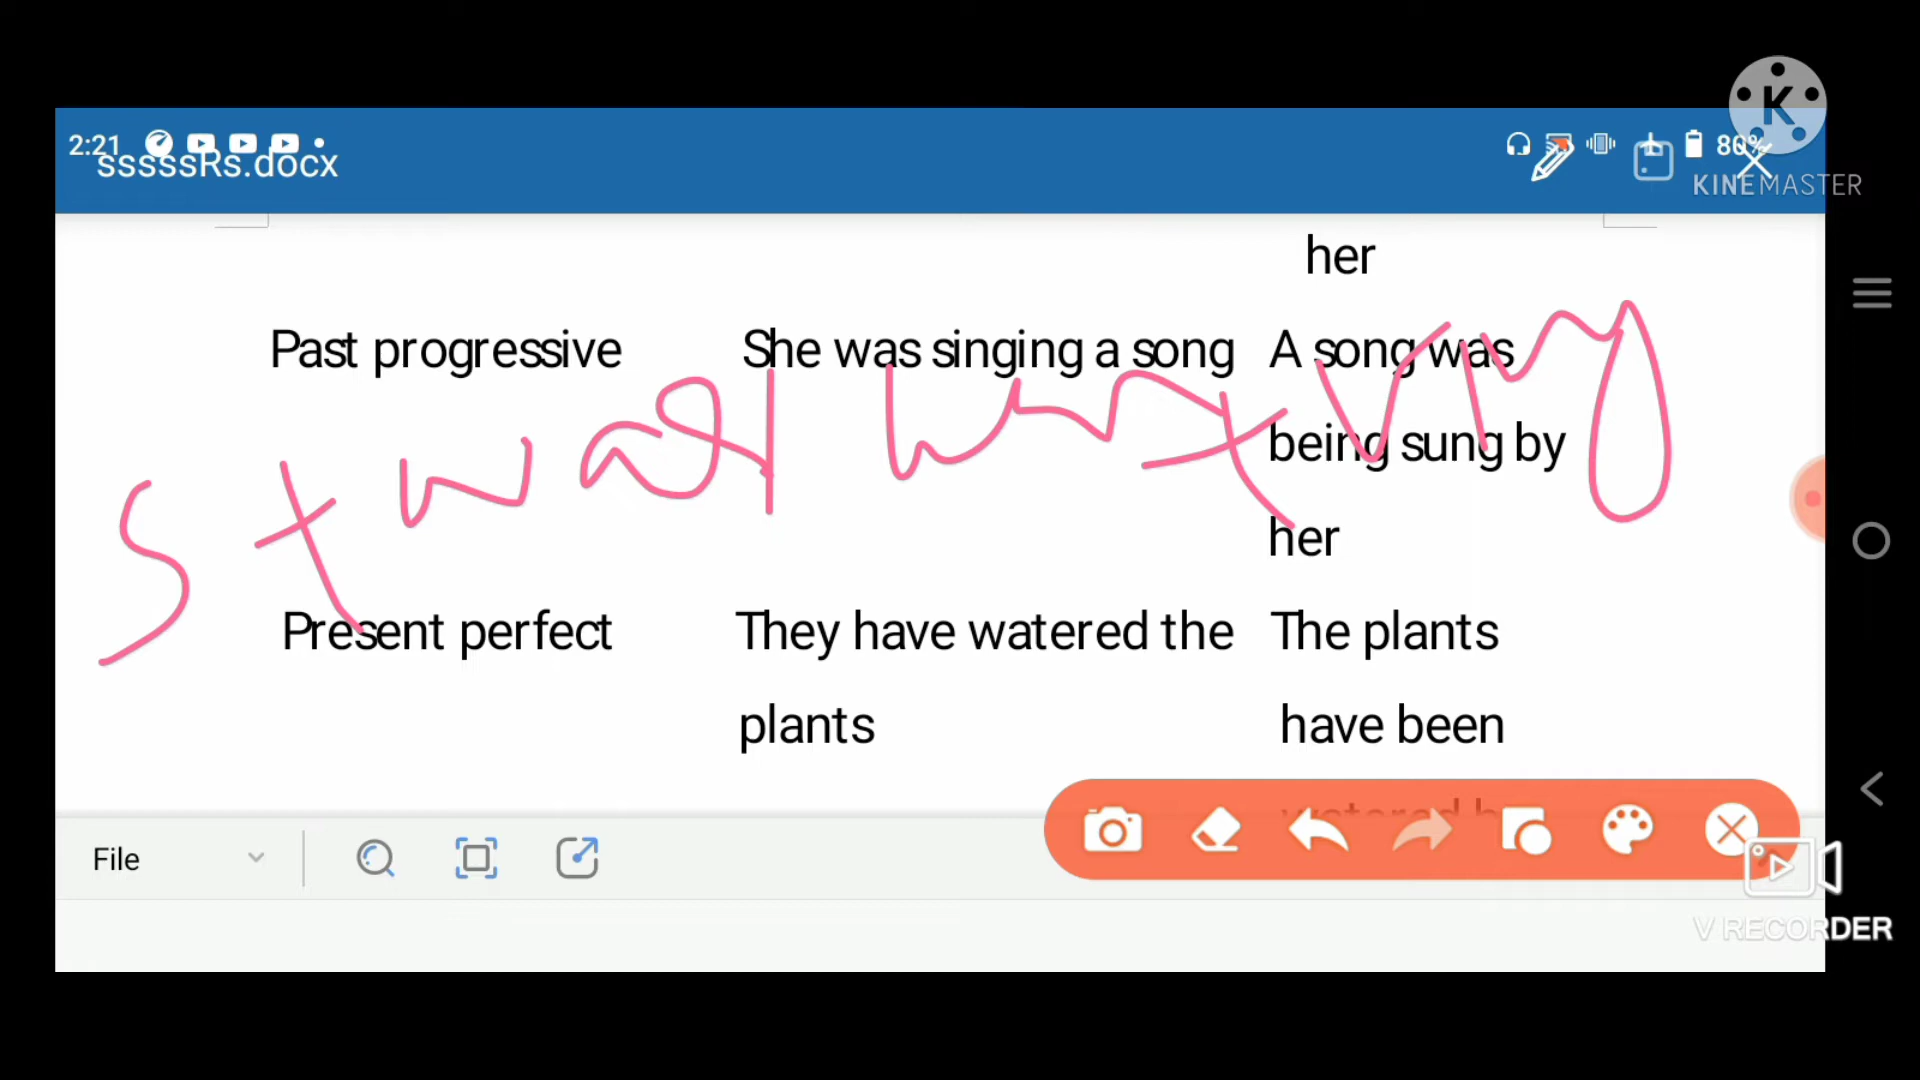 2:21
80%
sssssRs.docx
KINEMASTER
her
Past progressive She was singing a song A song was
being sung by
her
Present perfect They have watered the The plants
plants have been
File
V RECORDER